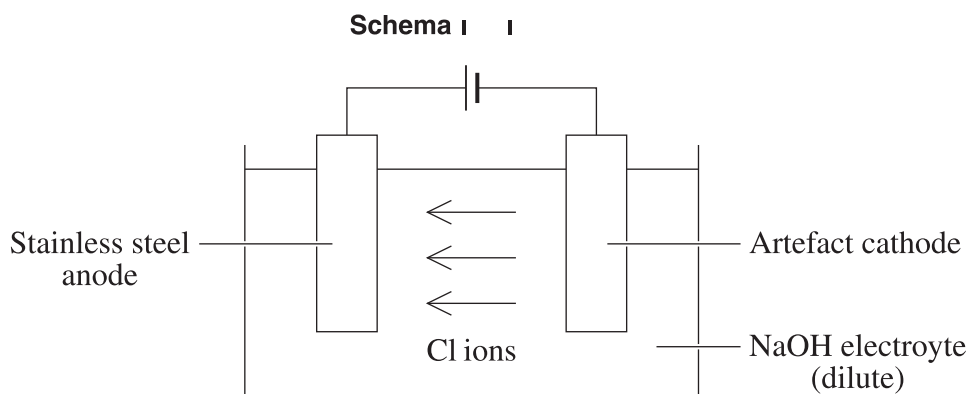 Schema
Stainless steel
anode
Artefact cathode
Cl ions
NaOH electroyte
(dilute)